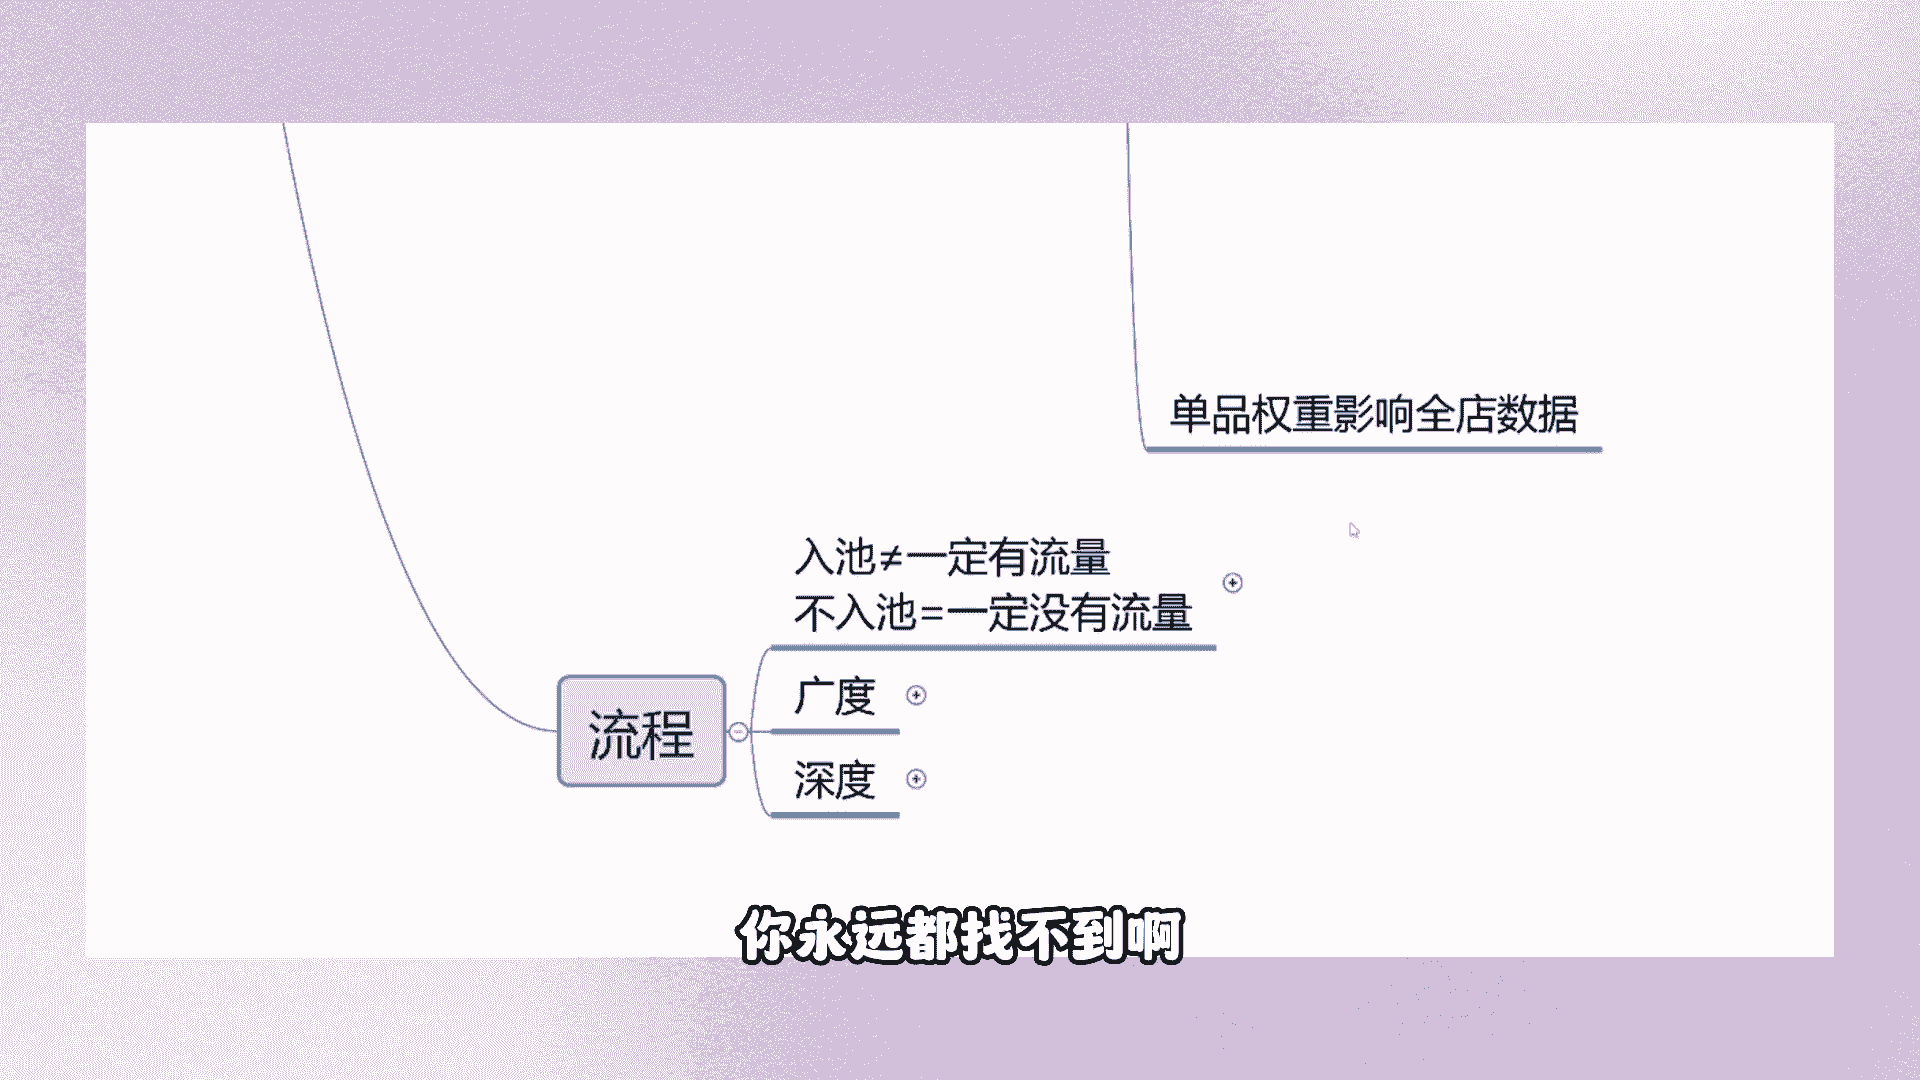 单品权重影响全店数据
入池≠一定有流量
不入池=一定没有流量
广度
流程
深度
你永远都找不到啊